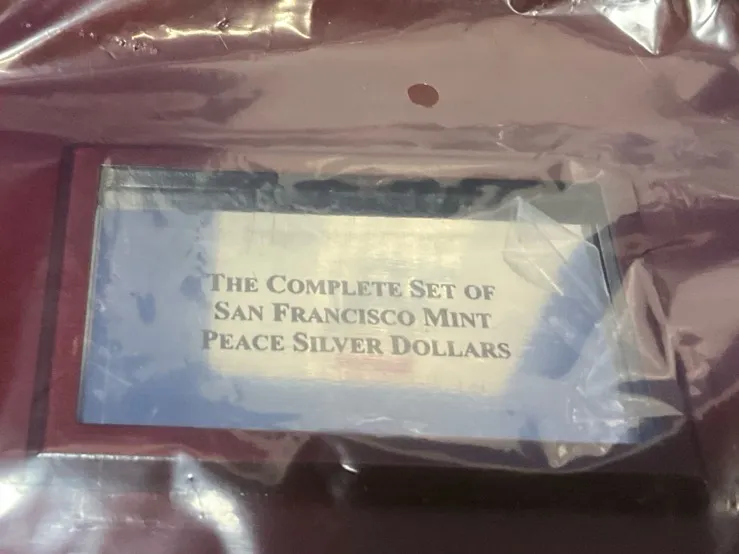 THE COMPLETE SET OF
SAN FRANCISCO MINT
PEACE SILVER DOLLARS